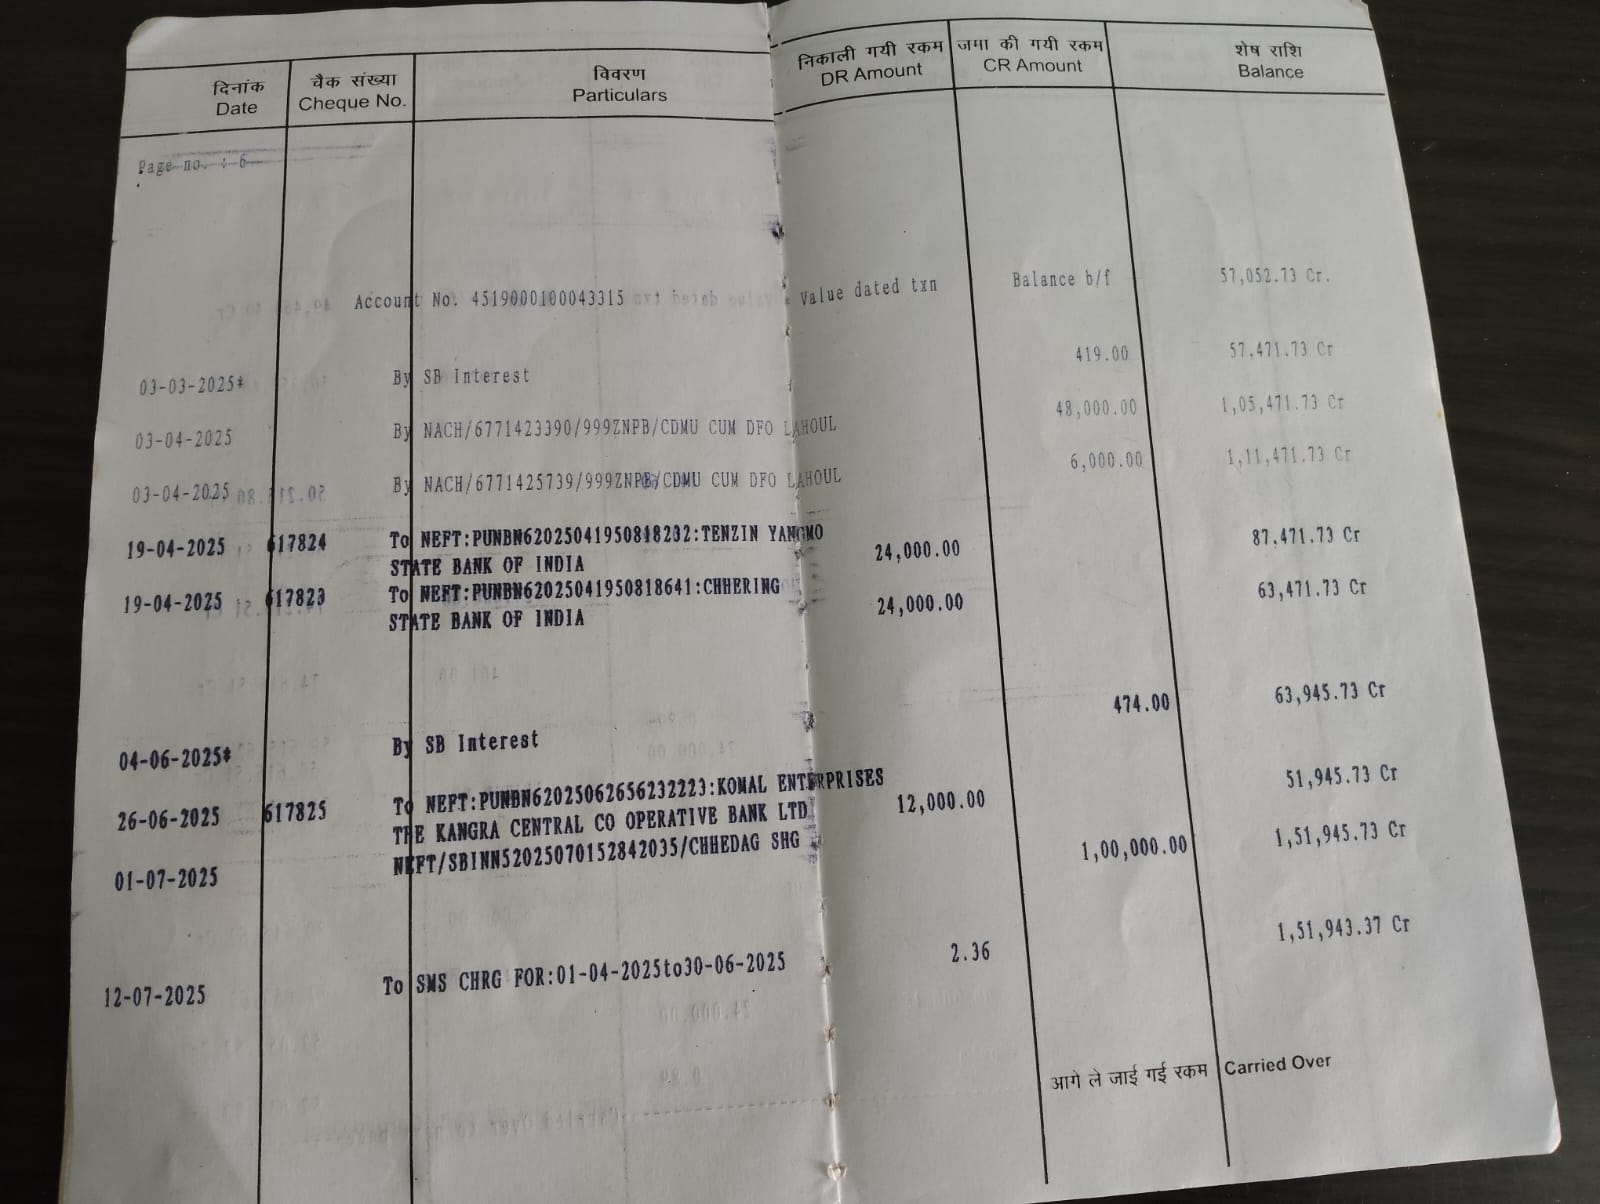 दिनांक Date चैक संख्या Cheque No. विवरण Particulars निकाली गयी रकम DR Amount जमा की गयी रकम CR Amount शेष राशि Balance
Page no. : 6
Account No. 4519000100043315 * Value dated txn Balance b/f 57,052.73 Cr.
03-03-2025* By SB Interest 419.00 57,471.73 Cr
03-04-2025 By NACH/6771423390/999ZNPB/CDMU CUM DFO LAHOUL 48,000.00 1,05,471.73 Cr
03-04-2025 By NACH/6771425739/999ZNPB/CDMU CUM DFO LAHOUL 6,000.00 1,11,471.73 Cr
19-04-2025 617824 To NEFT:PUNBN62025041950818232:TENZIN YANGMO 24,000.00 87,471.73 Cr
STATE BANK OF INDIA
19-04-2025 617823 To NEFT:PUNBN62025041950818641:CHHERING 24,000.00 63,471.73 Cr
STATE BANK OF INDIA
04-06-2025* By SB Interest 474.00 63,945.73 Cr
26-06-2025 617825 To NEFT:PUNBN62025062656232223:KOMAL ENTERPRISES 12,000.00 51,945.73 Cr
THE KANGRA CENTRAL CO OPERATIVE BANK LTD
01-07-2025 NEFT/SBINN52025070152842035/CHHEDAG SHG 1,00,000.00 1,51,945.73 Cr
12-07-2025 To SMS CHRG FOR:01-04-2025to30-06-2025 2.36 1,51,943.37 Cr
आगे ले जाई गई रकम Carried Over